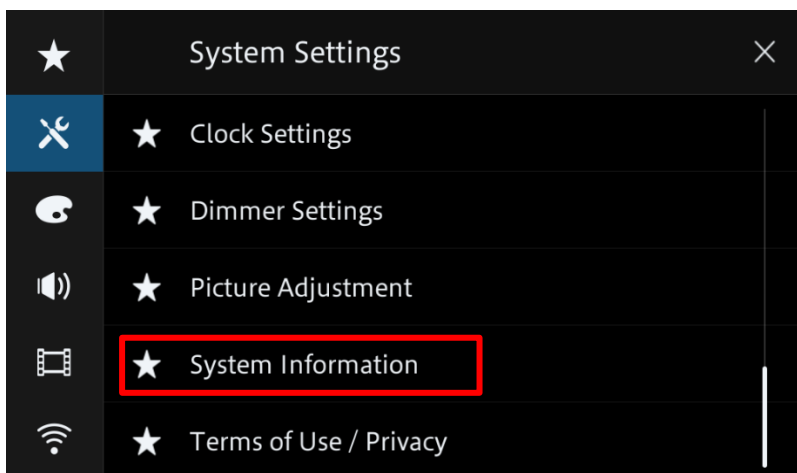 System Settings
Clock Settings
Dimmer Settings
Picture Adjustment
System Information
Terms of Use / Privacy